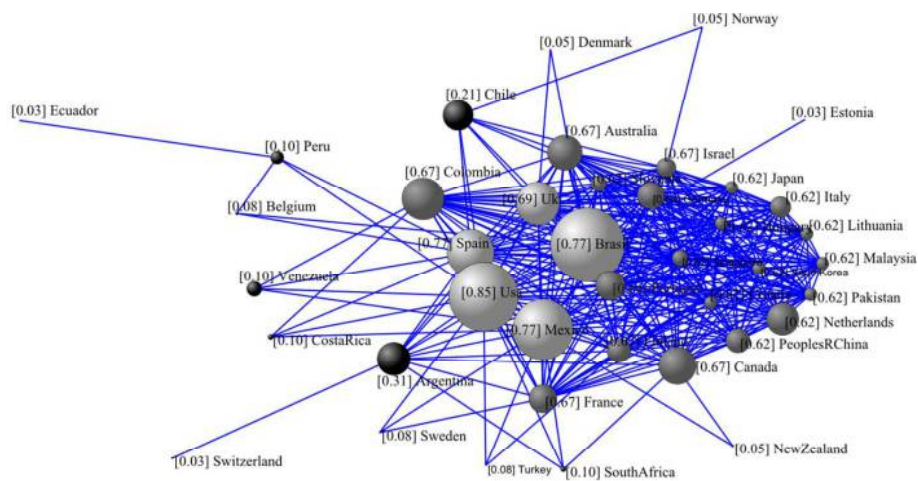 [0.05] Norway
[0.05] Denmark
[0.03] Ecuador
[0.21] Chile
[0.03] Estonia
[0.67] Australia
[0.10] Peru
[0.67] Israel
[0.67] Colombia
[0.62] Japan
[0.69] Uk
[0.62] Italy
[0.08] Belgium
[0.62] Lithuania
[0.77] Spain
[0.77] Brasil
[0.62] Malaysia
[0.10] Venezuela
[0.85] Usa
[0.62] Pakistan
[0.77] Mexico
[0.62] Netherlands
[0.10] CostaRica
[0.62] PeoplesRChina
[0.31] Argentina
[0.67] Canada
[0.67] France
[0.08] Sweden
[0.05] NewZealand
[0.03] Switzerland
[0.08] Turkey
[0.10] SouthAfrica